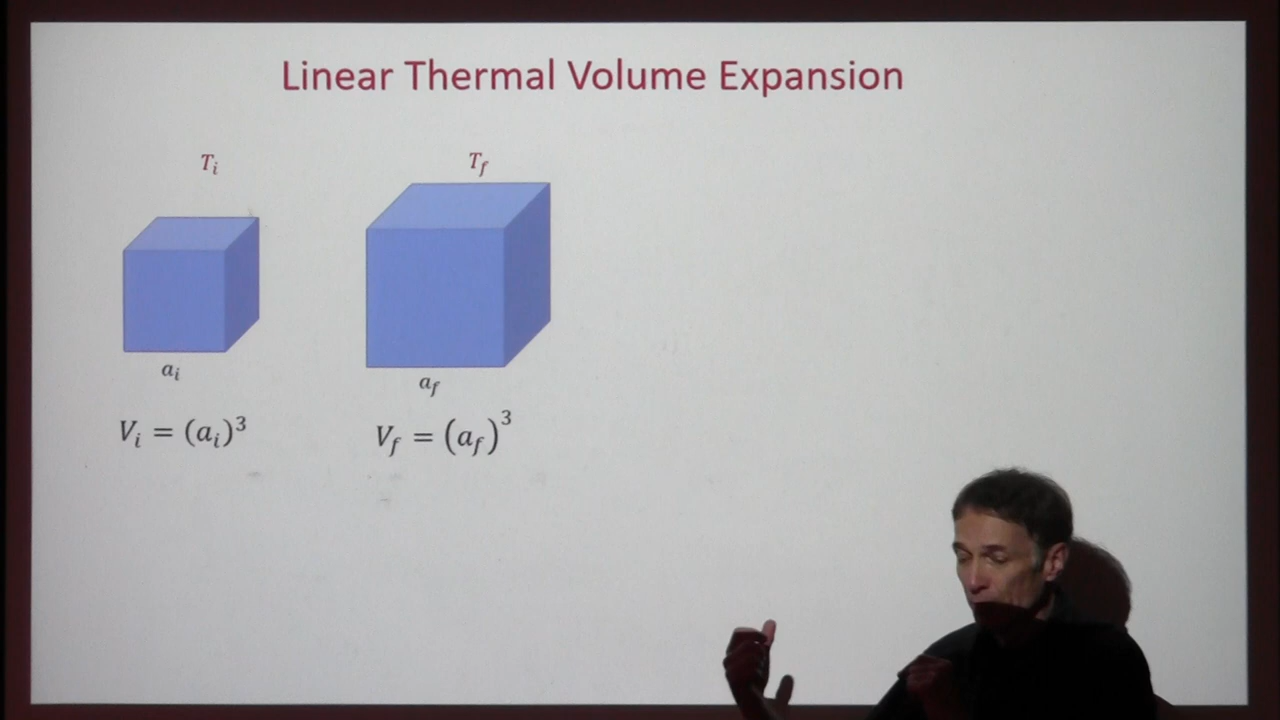 Linear Thermal Volume Expansion
T_i
T_f
a_i
a_f
V_i = (a_i)^3
V_f = (a_f)^3